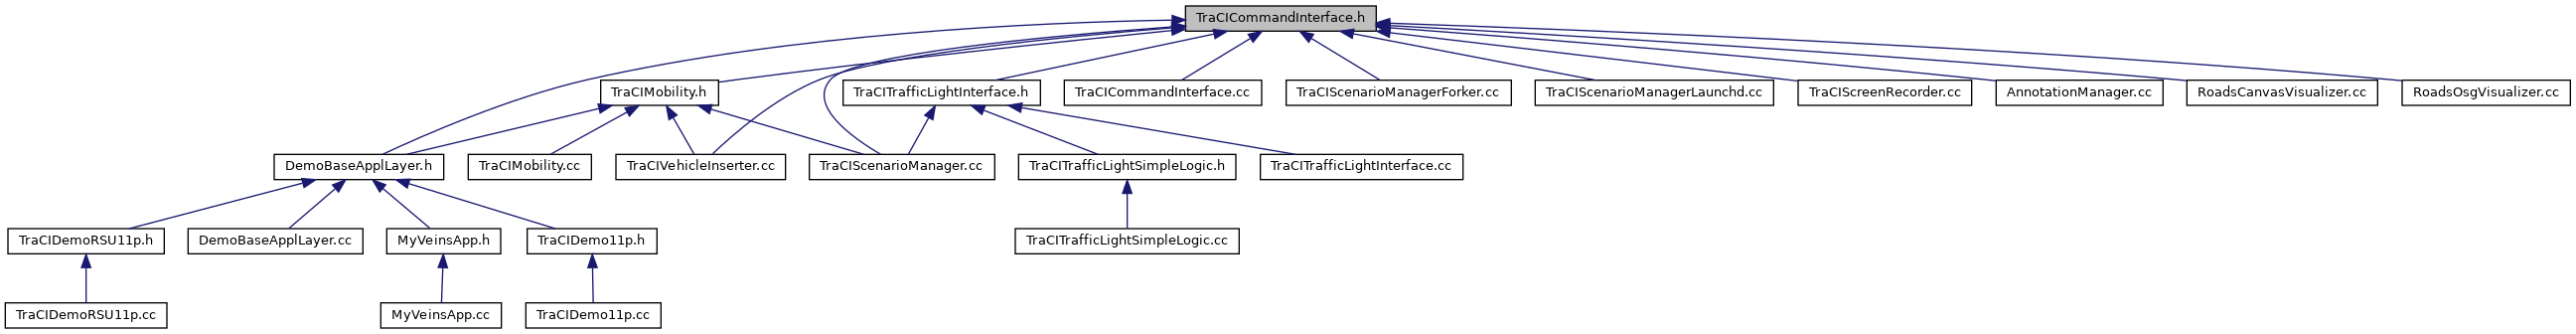 TraCICommandInterface.h
TraCIMobility.h
TraCITrafficLightInterface.h
TraCICommandInterface.cc
TraCIScenarioManagerForker.cc
TraCIScenarioManagerLaunchd.cc
TraCIScreenRecorder.cc
AnnotationManager.cc
RoadsCanvasVisualizer.cc
RoadsOsgVisualizer.cc
DemoBaseApplLayer.h
TraCIMobility.cc
TraCIVehicleInserter.cc
TraCIScenarioManager.cc
TraCITrafficLightSimpleLogic.h
TraCITrafficLightInterface.cc
TraCIDemoRSU11p.h
DemoBaseApplLayer.cc
MyVeinsApp.h
TraCIDemo11p.h
TraCITrafficLightSimpleLogic.cc
TraCIDemoRSU11p.cc
MyVeinsApp.cc
TraCIDemo11p.cc